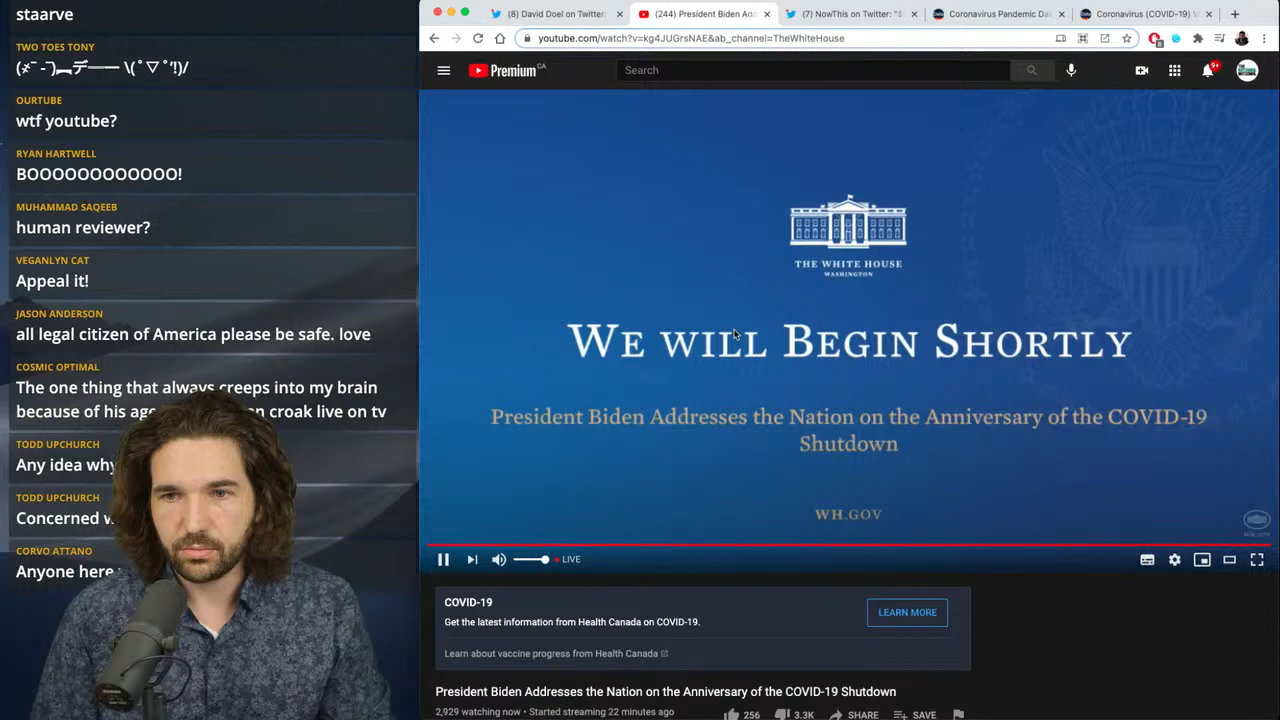 staarve
TWO TOES TONY
OURTUBE
wtf youtube?
RYAN HARTWELL
BOOOOOOOOOOOO!
MUHAMMAD SAQEEB
human reviewer?
VEGANLYN CAT
Appeal it!
JASON ANDERSON
all legal citizen of America please be safe. love
COSMIC OPTIMAL
The one thing that always creeps into my brain
because of his n croak live on tv
TODD UPCHURCH
Any idea why
TODD UPCHURCH
Concerned
CORVO ATTANO
Anyone here
(8) David Doel on Twitter:
(244) President Biden Ad
(7) NowThis on Twitter: "S
Coronavirus Pandemic Da
Coronavirus (COVID-19) V
youtube.com/watch?v=kg4JUGrsNAE&ab_channel=TheWhiteHouse
Premium CA
Search
9+
THE WHITE HOUSE
WASHINGTON
WE WILL BEGIN SHORTLY
President Biden Addresses the Nation on the Anniversary of the COVID-19
Shutdown
WH.GOV
LIVE
COVID-19
Get the latest information from Health Canada on COVID-19.
LEARN MORE
Learn about vaccine progress from Health Canada
President Biden Addresses the Nation on the Anniversary of the COVID-19 Shutdown
2,929 watching now • Started streaming 22 minutes ago
256
3.3K
SHARE
SAVE